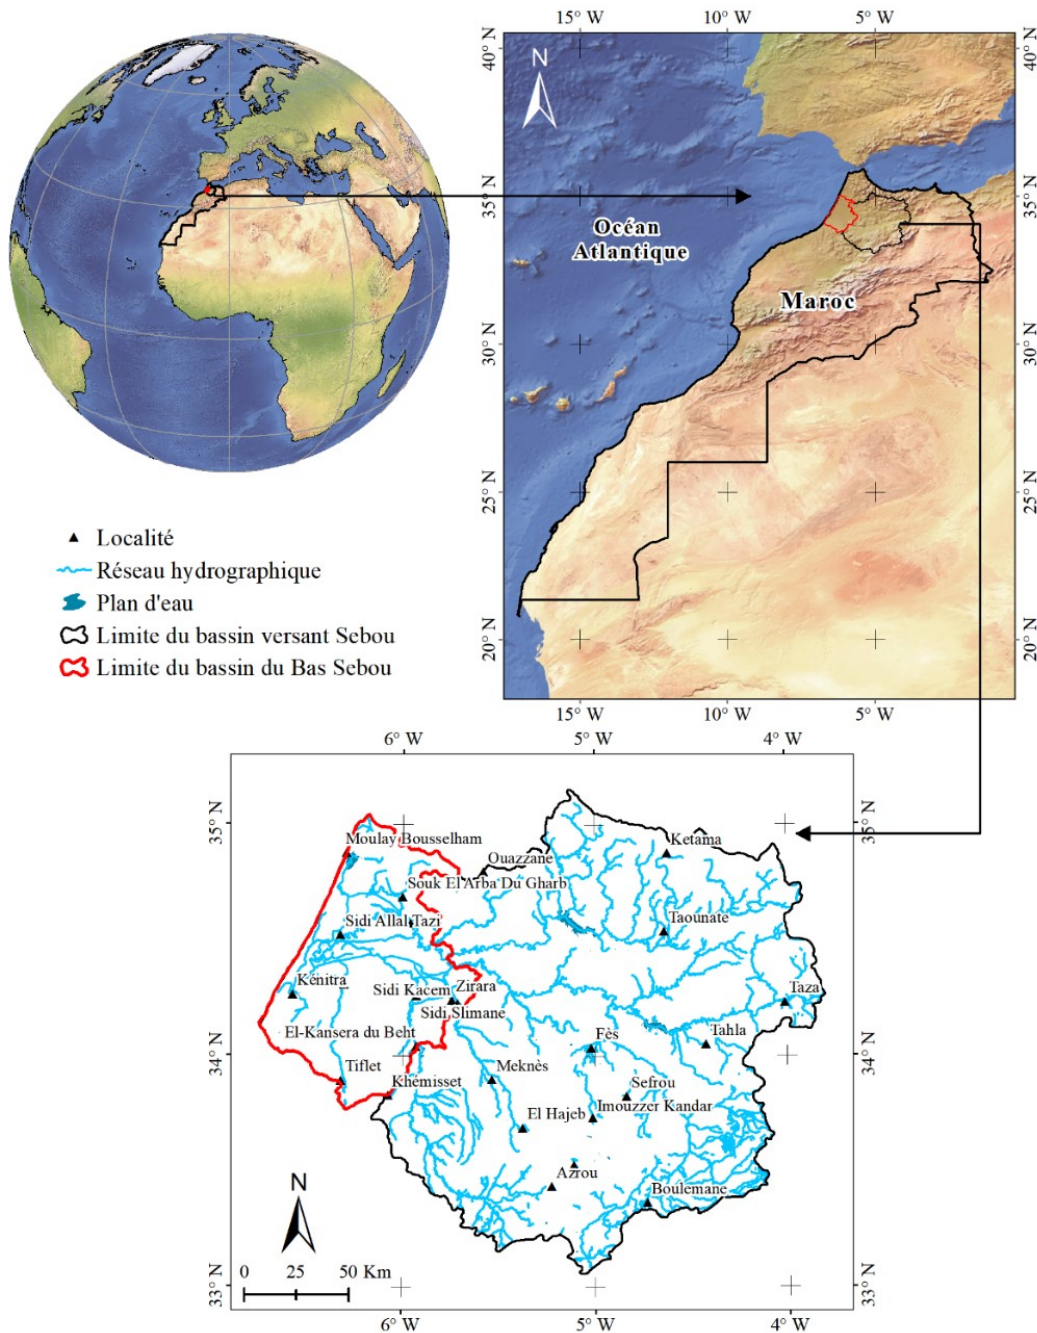 15° W 10° W 5° W
40° N
40° N
N
35° N
35° N
Océan
Atlantique
Maroc
30° N
30° N
25° N
25° N
20° N
20° N
15° W 10° W 5° W
Localité
Réseau hydrographique
Plan d'eau
Limite du bassin versant Sebou
Limite du bassin du Bas Sebou
6° W 5° W 4° W
35° N
35° N
Moulay Bousselham
Ketama
Ouazzane
Souk El'Arba Du Gharb
Sidi Allal Tazi
Taounate
Kénitra
Sidi Kacem
Zirara
Taza
Sidi Slimane
El-Kansera du Beht
Fès
Tahla
34° N
34° N
Tiflet
Khémisset
Meknès
Sefrou
El Hajeb
Imouzzer Kandar
Azrou
Boulemane
N
0 25 50 Km
33° N
33° N
6° W 5° W 4° W